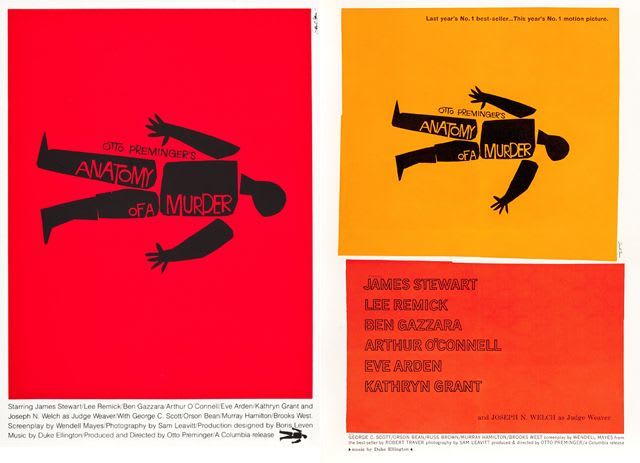 OTTO PREMINGER'S
ANATOMY
OF A MURDER
Starring James Stewart/Lee Remick/Ben Gazzara/Arthur O'Connell/Eve Arden/Kathryn Grant and
Joseph N. Welch as Judge Weaver/With George C. Scott/Orson Bean/Murray Hamilton/Brooks West.
Screenplay by Wendell Mayes/Photography by Sam Leavitt/Production designed by Boris Leven
Music by Duke Ellington/Produced and Directed by Otto Preminger/A Columbia release
Last year's No. 1 best-seller...This year's No. 1 motion picture.
OTTO PREMINGER'S
ANATOMY
OF A MURDER
JAMES STEWART
LEE REMICK
BEN GAZZARA
ARTHUR O'CONNELL
EVE ARDEN
KATHRYN GRANT
and JOSEPH N. WELCH as Judge Weaver
GEORGE C. SCOTT/ORSON BEAN/RUSS BROWN/MURRAY HAMILTON/BROOKS WEST screenplay by WENDELL MAYES from
the best-seller by ROBERT TRAVER photography by SAM LEAVITT produced & directed by OTTO PREMINGER/a Columbia release
music by Duke Ellington